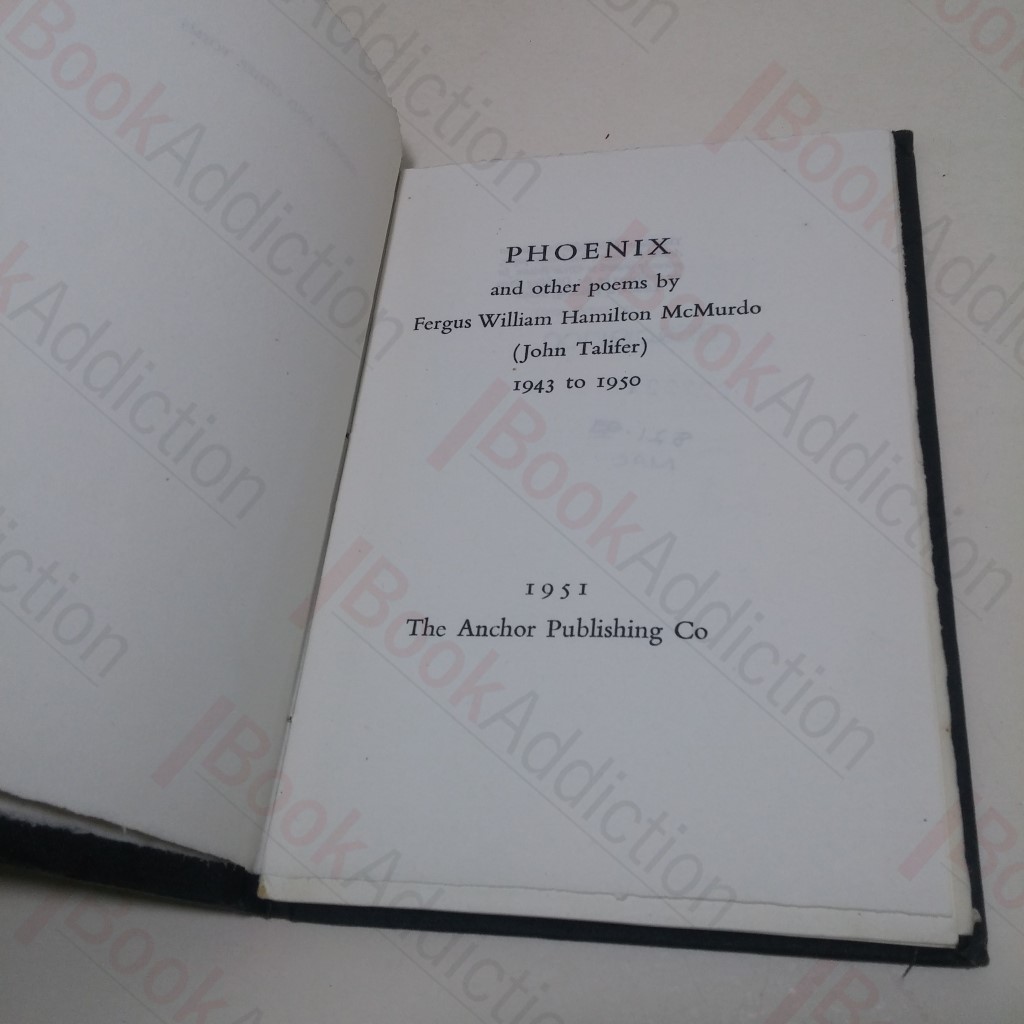 PHOENIX
and other poems by
Fergus William Hamilton McMurdo
(John Talifer)
1943 to 1950
1951
The Anchor Publishing Co
BookAddiction